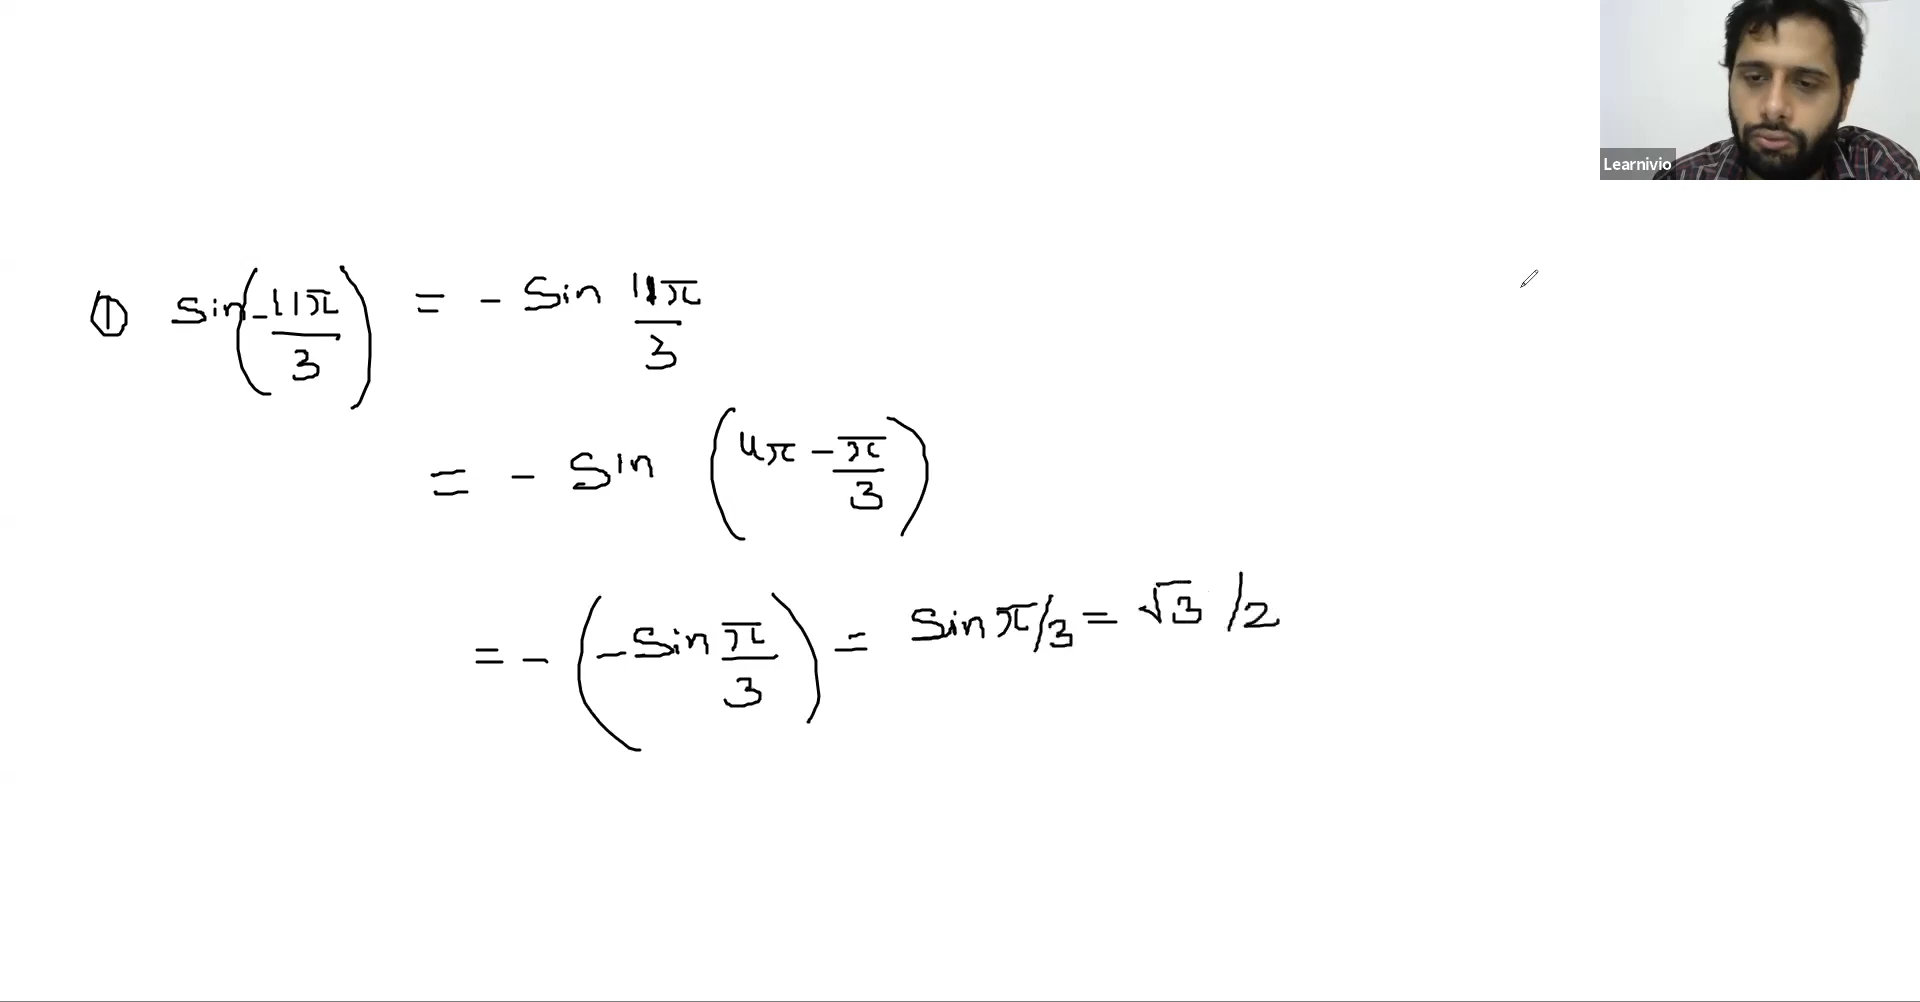 Learnivio
① sin(-11π/3) = - Sin 11π/3
= - Sin (4π - π/3)
= - (-Sin π/3) = Sin π/3 = √3 /2